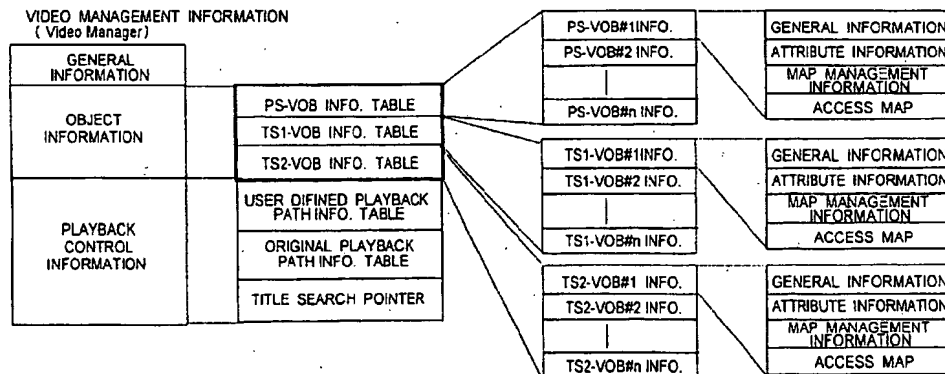 VIDEO MANAGEMENT INFORMATION
( Video Manager)
GENERAL
INFORMATION
OBJECT
INFORMATION
PLAYBACK
CONTROL
INFORMATION
PS-VOB INFO. TABLE
TS1-VOB INFO. TABLE
TS2-VOB INFO. TABLE
USER DIFINED PLAYBACK
PATH INFO. TABLE
ORIGINAL PLAYBACK
PATH INFO. TABLE
TITLE SEARCH POINTER
PS-VOB#1INFO.
PS-VOB#2 INFO.
PS-VOB#n INFO.
GENERAL INFORMATION
ATTRIBUTE INFORMATION
MAP MANAGEMENT
INFORMATION
ACCESS MAP
TS1-VOB#1INFO.
TS1-VOB#2 INFO.
TS1-VOB#n INFO.
GENERAL INFORMATION
ATTRIBUTE INFORMATION
MAP MANAGEMENT
INFORMATION
ACCESS MAP
TS2-VOB#1 INFO.
TS2-VOB#2 INFO.
TS2-VOB#n INFO.
GENERAL INFORMATION
ATTRIBUTE INFORMATION
MAP MANAGEMENT
INFORMATION
ACCESS MAP